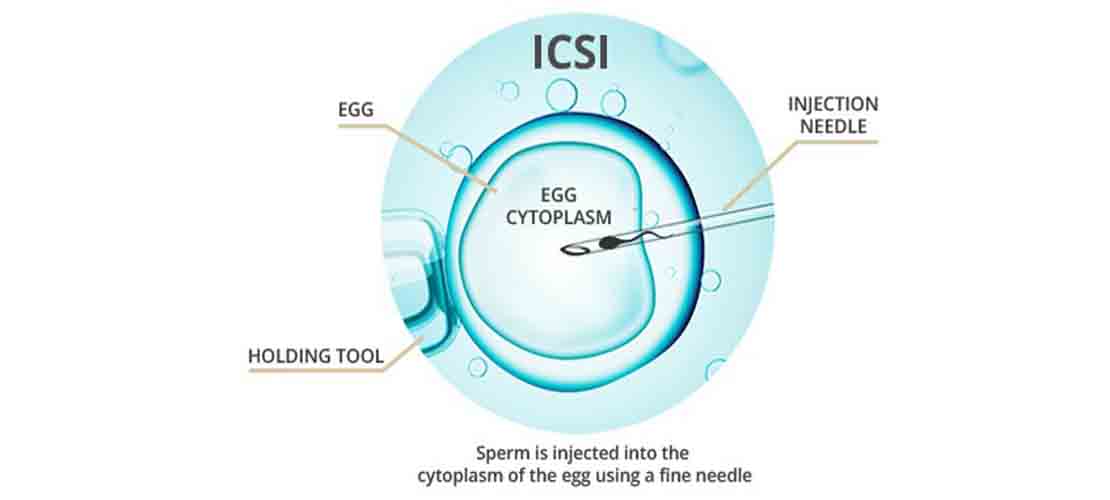 ICSI
EGG
INJECTION
NEEDLE
EGG
CYTOPLASM
HOLDING TOOL
Sperm is injected into the
cytoplasm of the egg using a fine needle